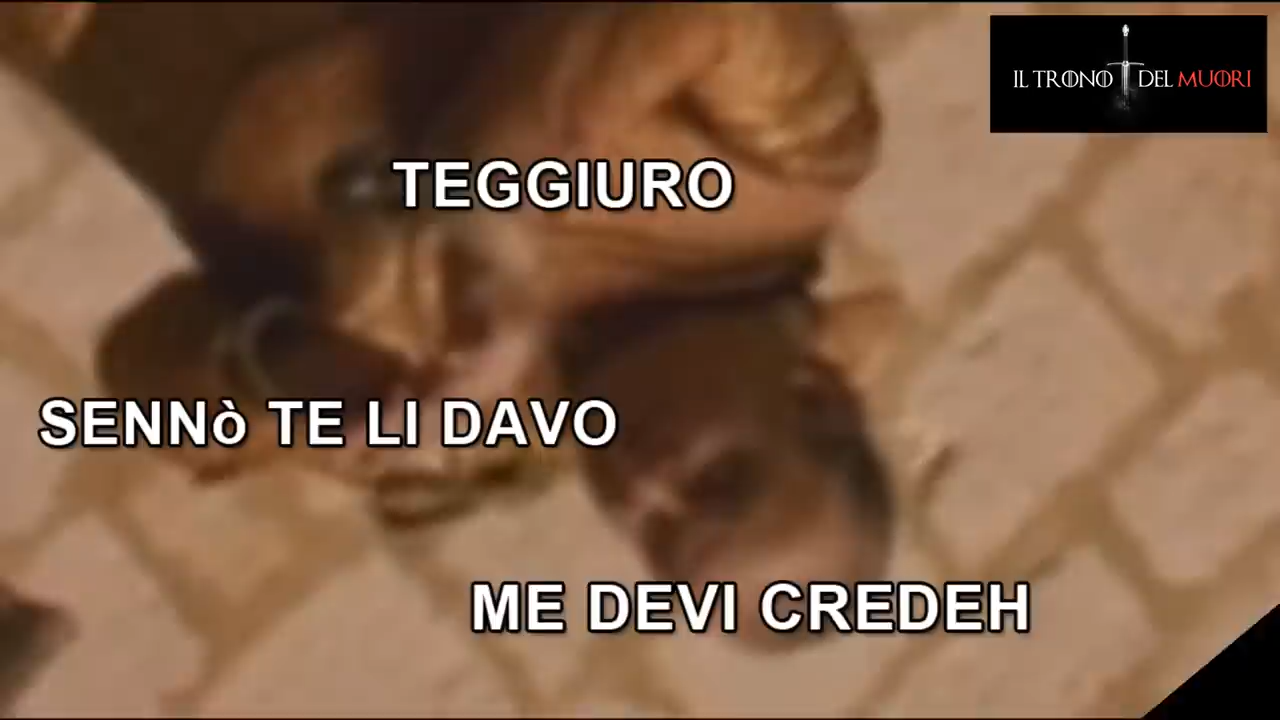 IL TRONO DEL MUORI
TEGGIURO
SENNò TE LI DAVO
ME DEVI CREDEH